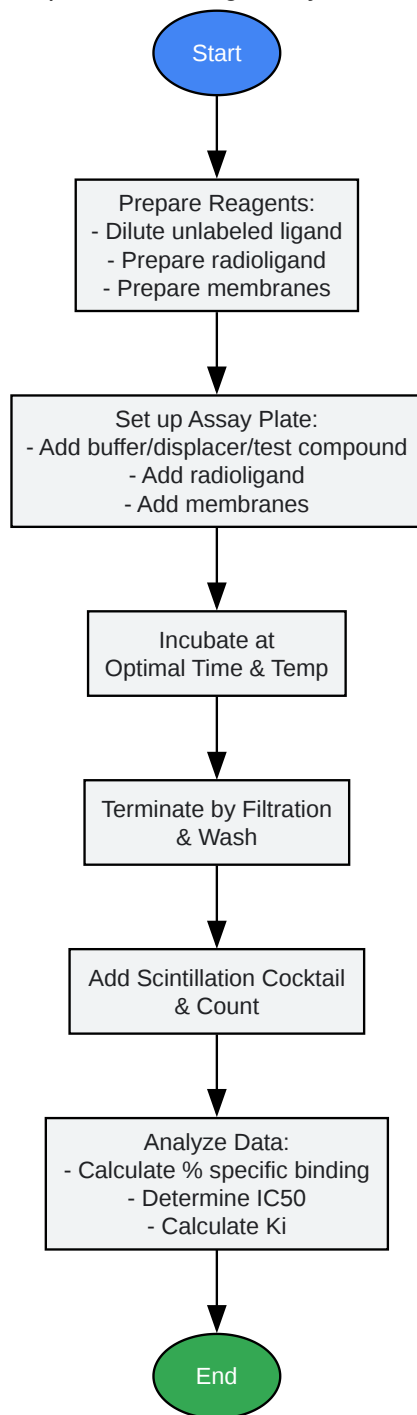 Start
Prepare Reagents:
- Dilute unlabeled ligand
- Prepare radioligand
- Prepare membranes
Set up Assay Plate:
- Add buffer/displacer/test compound
- Add radioligand
- Add membranes
Incubate at
Optimal Time & Temp
Terminate by Filtration
& Wash
Add Scintillation Cocktail
& Count
Analyze Data:
- Calculate % specific binding
- Determine IC50
- Calculate Ki
End